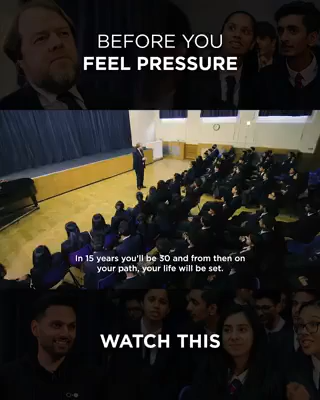 BEFORE YOU
FEEL PRESSURE
In 15 years you'll be 30 and from then on
your path, your life will be set.
WATCH THIS